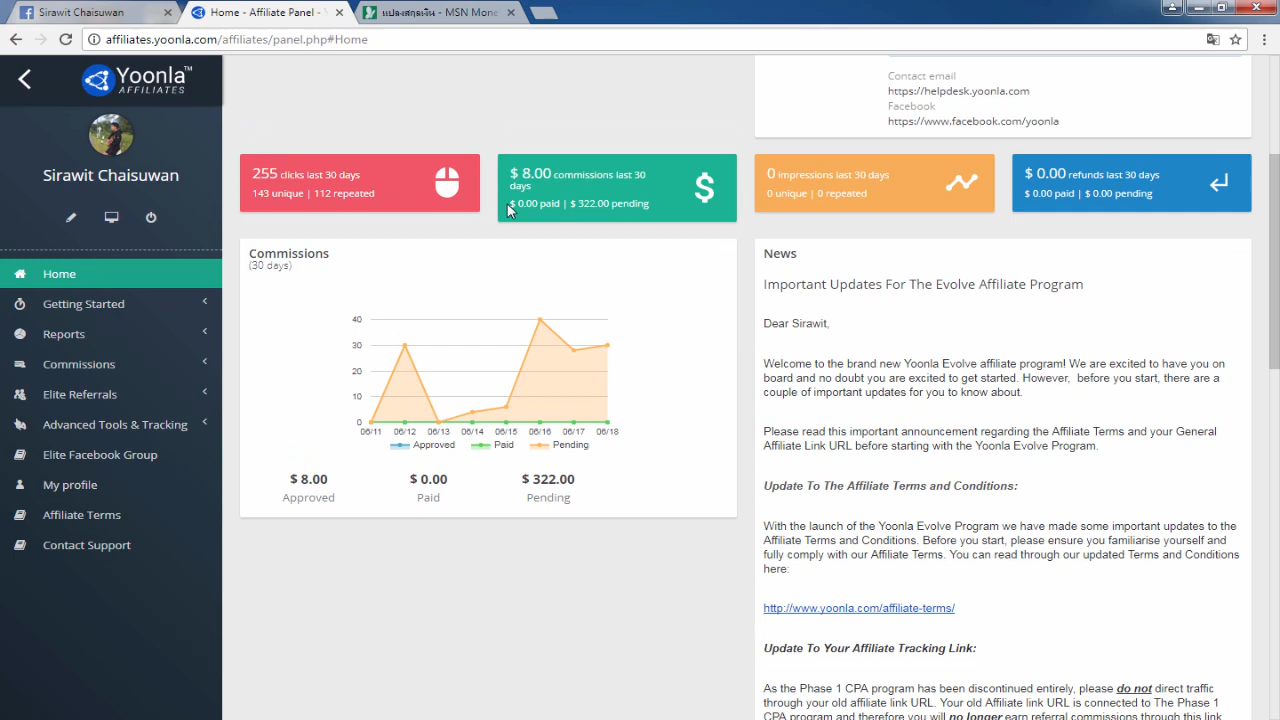 Sirawit Chaisuwan
Home - Affiliate Panel -
แปลงสกุลเงิน - MSN Mone
affiliates.yoonla.com/affiliates/panel.php#Home
Yoonla™
AFFILIATES
Sirawit Chaisuwan
Home
Getting Started
Reports
Commissions
Elite Referrals
Advanced Tools & Tracking
Elite Facebook Group
My profile
Affiliate Terms
Contact Support
Contact email
https://helpdesk.yoonla.com
Facebook
https://www.facebook.com/yoonla
255 clicks last 30 days
143 unique | 112 repeated
$ 8.00 commissions last 30
days
$ 0.00 paid | $ 322.00 pending
0 impressions last 30 days
0 unique | 0 repeated
$ 0.00 refunds last 30 days
$ 0.00 paid | $ 0.00 pending
Commissions
(30 days)
40
30
20
10
0
06/11 06/12 06/13 06/14 06/15 06/16 06/17 06/18
Approved Paid Pending
$ 8.00 $ 0.00 $ 322.00
Approved Paid Pending
News
Important Updates For The Evolve Affiliate Program
Dear Sirawit,
Welcome to the brand new Yoonla Evolve affiliate program! We are excited to have you on
board and no doubt you are excited to get started. However, before you start, there are a
couple of important updates for you to know about.
Please read this important announcement regarding the Affiliate Terms and your General
Affiliate Link URL before starting with the Yoonla Evolve Program.
Update To The Affiliate Terms and Conditions:
With the launch of the Yoonla Evolve Program we have made some important updates to the
Affiliate Terms and Conditions. Before you start, please ensure you familiarise yourself and
fully comply with our Affiliate Terms. You can read through our updated Terms and Conditions
here:
http://www.yoonla.com/affiliate-terms/
Update To Your Affiliate Tracking Link:
As the Phase 1 CPA program has been discontinued entirely, please do not direct traffic
through your old affiliate link URL. Your old Affiliate link URL is connected to The Phase 1
CPA program and therefore you will no longer earn referral commissions through this link